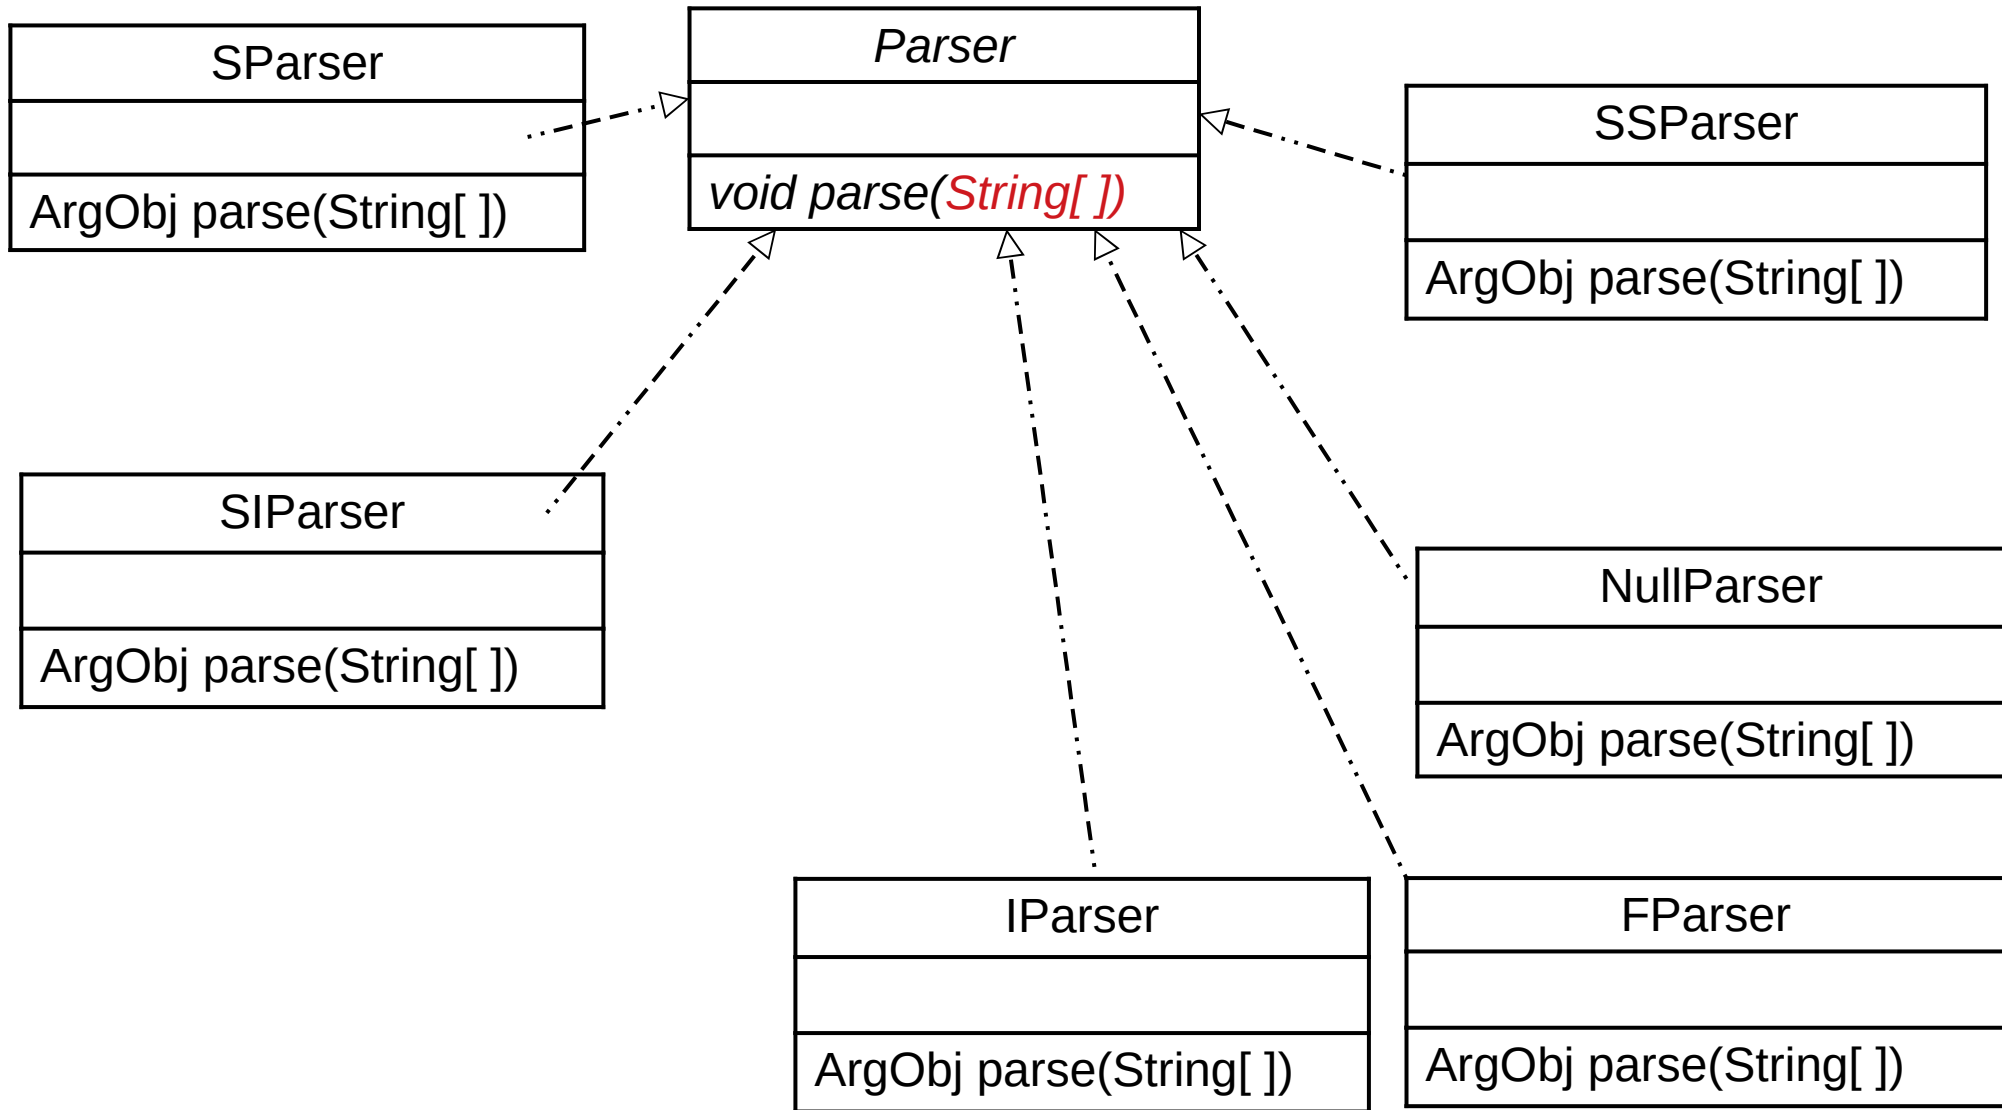 SParser
ArgObj parse(String[ ])
Parser
void parse(String[ ])
SSParser
ArgObj parse(String[ ])
SIParser
ArgObj parse(String[ ])
NullParser
ArgObj parse(String[ ])
IParser
ArgObj parse(String[ ])
FParser
ArgObj parse(String[ ])